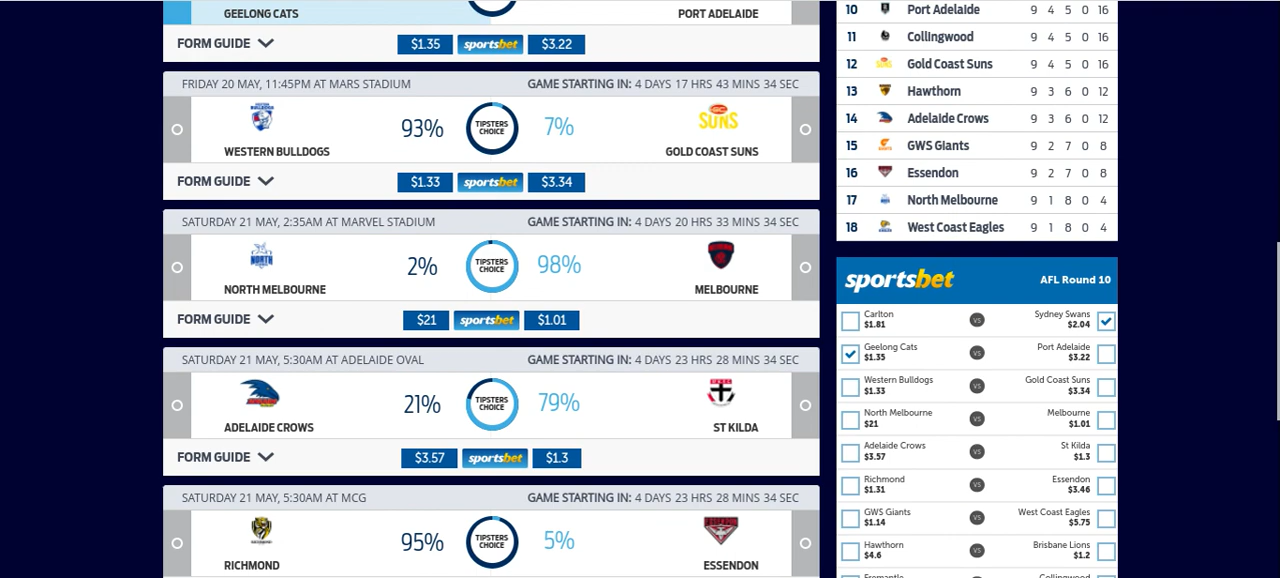 GEELONG CATS
PORT ADELAIDE
FORM GUIDE
$1.35
sportsbet
$3.22
FRIDAY 20 MAY, 11:45PM AT MARS STADIUM
GAME STARTING IN: 4 DAYS 17 HRS 43 MINS 34 SEC
93%
TIPSTERS
CHOICE
7%
GC
SUNS
WESTERN BULLDOGS
GOLD COAST SUNS
FORM GUIDE
$1.33
sportsbet
$3.34
SATURDAY 21 MAY, 2:35AM AT MARVEL STADIUM
GAME STARTING IN: 4 DAYS 20 HRS 33 MINS 34 SEC
NORTH
2%
TIPSTERS
CHOICE
98%
NORTH MELBOURNE
MELBOURNE
FORM GUIDE
$21
sportsbet
$1.01
SATURDAY 21 MAY, 5:30AM AT ADELAIDE OVAL
GAME STARTING IN: 4 DAYS 23 HRS 28 MINS 34 SEC
21%
TIPSTERS
CHOICE
79%
ADELAIDE CROWS
ST KILDA
FORM GUIDE
$3.57
sportsbet
$1.3
SATURDAY 21 MAY, 5:30AM AT MCG
GAME STARTING IN: 4 DAYS 23 HRS 28 MINS 34 SEC
95%
TIPSTERS
CHOICE
5%
RICHMOND
ESSENDON
10 Port Adelaide 9 4 5 0 16
11 Collingwood 9 4 5 0 16
12 Gold Coast Suns 9 4 5 0 16
13 Hawthorn 9 3 6 0 12
14 Adelaide Crows 9 3 6 0 12
15 GWS Giants 9 2 7 0 8
16 Essendon 9 2 7 0 8
17 North Melbourne 9 1 8 0 4
18 West Coast Eagles 9 1 8 0 4
sportsbet AFL Round 10
Carlton VS Sydney Swans
$1.81 $2.04
Geelong Cats VS Port Adelaide
$1.35 $3.22
Western Bulldogs VS Gold Coast Suns
$1.33 $3.34
North Melbourne VS Melbourne
$21 $1.01
Adelaide Crows VS St Kilda
$3.57 $1.3
Richmond VS Essendon
$1.31 $3.46
GWS Giants VS West Coast Eagles
$1.14 $5.75
Hawthorn VS Brisbane Lions
$4.6 $1.2
Fremantle Collingwood